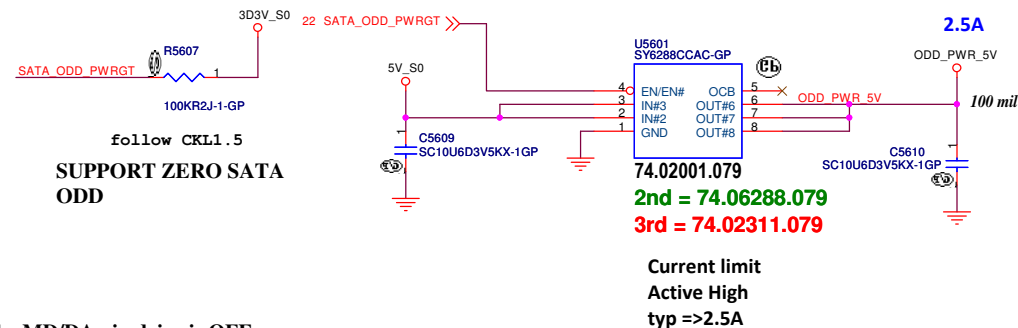 3D3V_S0
22 SATA_ODD_PWRGT
2.5A
R5607
SATA_ODD_PWRGT
1
100KR2J-1-GP
follow CKL1.5
SUPPORT ZERO SATA
ODD
5V_S0
1
C5609
SC10U6D3V5KX-1GP
U5601
SY6288CCAC-GP
4 EN/EN# OCB 5
3 IN#3 OUT#6 6
2 IN#2 OUT#7 7
1 GND OUT#8 8
ODD_PWR_5V
ODD_PWR_5V
100 mil
1
C5610
SC10U6D3V5KX-1GP
74.02001.079
2nd = 74.06288.079
3rd = 74.02311.079
Current limit
Active High
typ =>2.5A